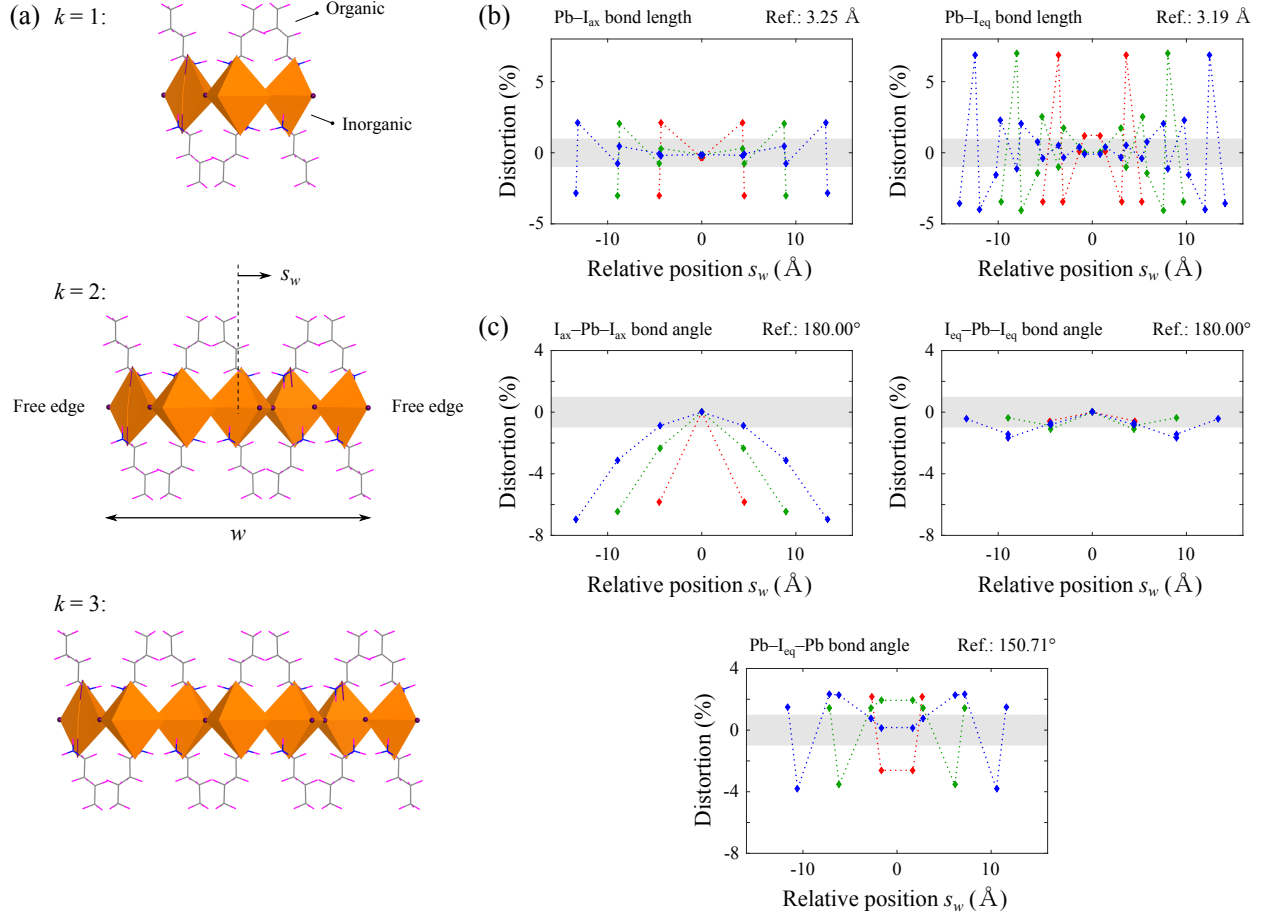 (a)
k = 1:
Organic
Inorganic
k = 2:
s_w
Free edge
Free edge
w
k = 3:
(b)
Pb–I_ax bond length Ref.: 3.25 Å
Distortion (%)
5
0
-5
-10 0 10
Relative position s_w (Å)
Pb–I_eq bond length Ref.: 3.19 Å
Distortion (%)
5
0
-5
-10 0 10
Relative position s_w (Å)
(c)
I_ax–Pb–I_ax bond angle Ref.: 180.00°
Distortion (%)
4
0
-4
-8
-10 0 10
Relative position s_w (Å)
I_eq–Pb–I_eq bond angle Ref.: 180.00°
Distortion (%)
4
0
-4
-8
-10 0 10
Relative position s_w (Å)
Pb–I_eq–Pb bond angle Ref.: 150.71°
Distortion (%)
4
0
-4
-8
-10 0 10
Relative position s_w (Å)